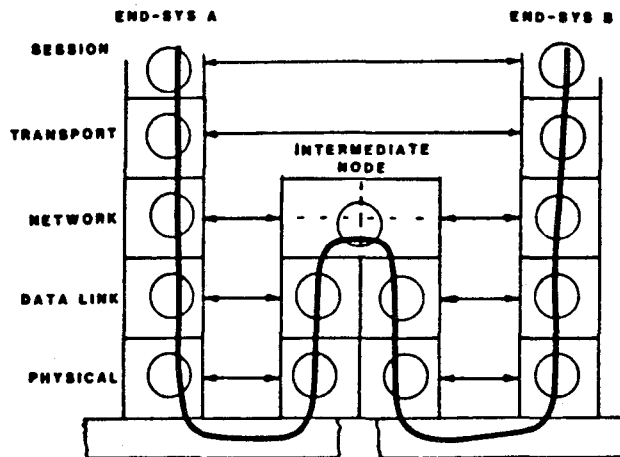 END-SYS A
END-SYS B
SESSION
TRANSPORT
INTERMEDIATE
NODE
NETWORK
DATA LINK
PHYSICAL